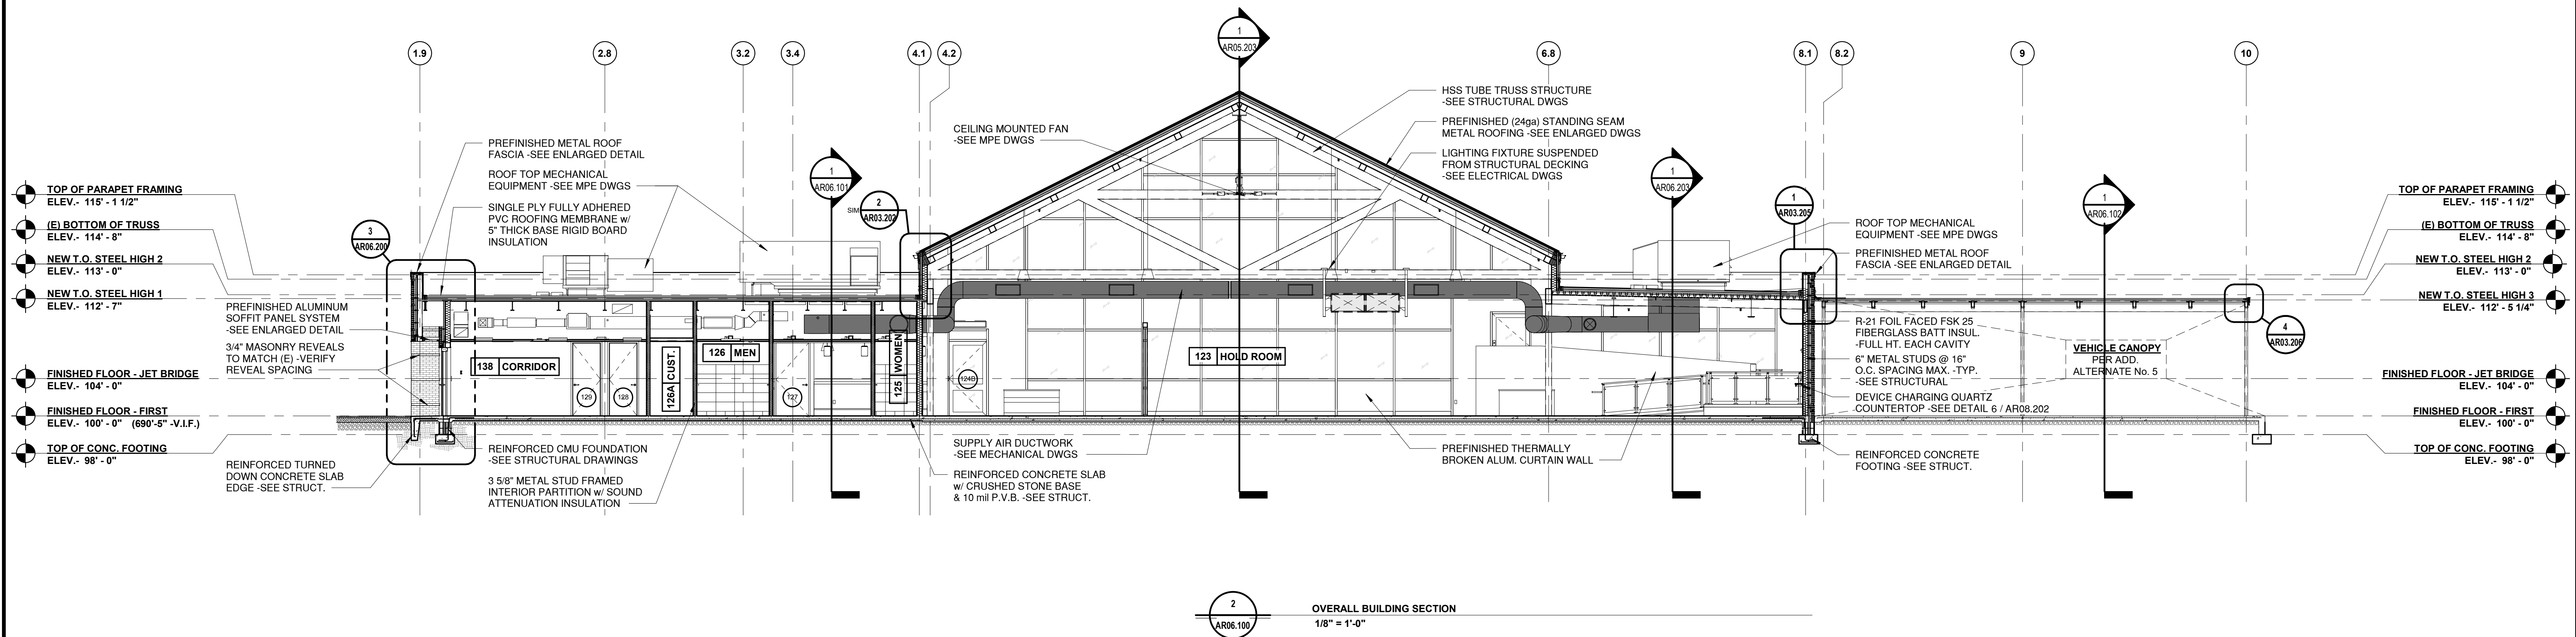 1
AR05.203
1.9
2.8
3.2
3.4
4.1
4.2
6.8
8.1
8.2
9
10
TOP OF PARAPET FRAMING
ELEV.- 115' - 1 1/2"
(E) BOTTOM OF TRUSS
ELEV.- 114' - 8"
NEW T.O. STEEL HIGH 2
ELEV.- 113' - 0"
NEW T.O. STEEL HIGH 1
ELEV.- 112' - 7"
FINISHED FLOOR - JET BRIDGE
ELEV.- 104' - 0"
FINISHED FLOOR - FIRST
ELEV.- 100' - 0" (690'-5" -V.I.F.)
TOP OF CONC. FOOTING
ELEV.- 98' - 0"
3
AR06.200
PREFINISHED ALUMINUM
SOFFIT PANEL SYSTEM
-SEE ENLARGED DETAIL
3/4" MASONRY REVEALS
TO MATCH (E) -VERIFY
REVEAL SPACING
REINFORCED TURNED
DOWN CONCRETE SLAB
EDGE -SEE STRUCT.
PREFINISHED METAL ROOF
FASCIA -SEE ENLARGED DETAIL
ROOF TOP MECHANICAL
EQUIPMENT -SEE MPE DWGS
SINGLE PLY FULLY ADHERED
PVC ROOFING MEMBRANE w/
5" THICK BASE RIGID BOARD
INSULATION
138 CORRIDOR
129
128
126A CUST.
126 MEN
127
125 WOMEN
124B
REINFORCED CMU FOUNDATION
-SEE STRUCTURAL DRAWINGS
3 5/8" METAL STUD FRAMED
INTERIOR PARTITION w/ SOUND
ATTENUATION INSULATION
1
AR06.101
SIM
2
AR03.202
CEILING MOUNTED FAN
-SEE MPE DWGS
HSS TUBE TRUSS STRUCTURE
-SEE STRUCTURAL DWGS
PREFINISHED (24ga) STANDING SEAM
METAL ROOFING -SEE ENLARGED DWGS
LIGHTING FIXTURE SUSPENDED
FROM STRUCTURAL DECKING
-SEE ELECTRICAL DWGS
123 HOLD ROOM
SUPPLY AIR DUCTWORK
-SEE MECHANICAL DWGS
REINFORCED CONCRETE SLAB
w/ CRUSHED STONE BASE
& 10 mil P.V.B. -SEE STRUCT.
PREFINISHED THERMALLY
BROKEN ALUM. CURTAIN WALL
1
AR06.203
1
AR03.205
ROOF TOP MECHANICAL
EQUIPMENT -SEE MPE DWGS
PREFINISHED METAL ROOF
FASCIA -SEE ENLARGED DETAIL
R-21 FOIL FACED FSK 25
FIBERGLASS BATT INSUL.
-FULL HT. EACH CAVITY
6" METAL STUDS @ 16"
O.C. SPACING MAX. -TYP.
-SEE STRUCTURAL
DEVICE CHARGING QUARTZ
COUNTERTOP -SEE DETAIL 6 / AR08.202
REINFORCED CONCRETE
FOOTING -SEE STRUCT.
1
AR06.102
VEHICLE CANOPY
PER ADD.
ALTERNATE No. 5
4
AR03.206
TOP OF PARAPET FRAMING
ELEV.- 115' - 1 1/2"
(E) BOTTOM OF TRUSS
ELEV.- 114' - 8"
NEW T.O. STEEL HIGH 2
ELEV.- 113' - 0"
NEW T.O. STEEL HIGH 3
ELEV.- 112' - 5 1/4"
FINISHED FLOOR - JET BRIDGE
ELEV.- 104' - 0"
FINISHED FLOOR - FIRST
ELEV.- 100' - 0"
TOP OF CONC. FOOTING
ELEV.- 98' - 0"
2
AR06.100
OVERALL BUILDING SECTION
1/8" = 1'-0"